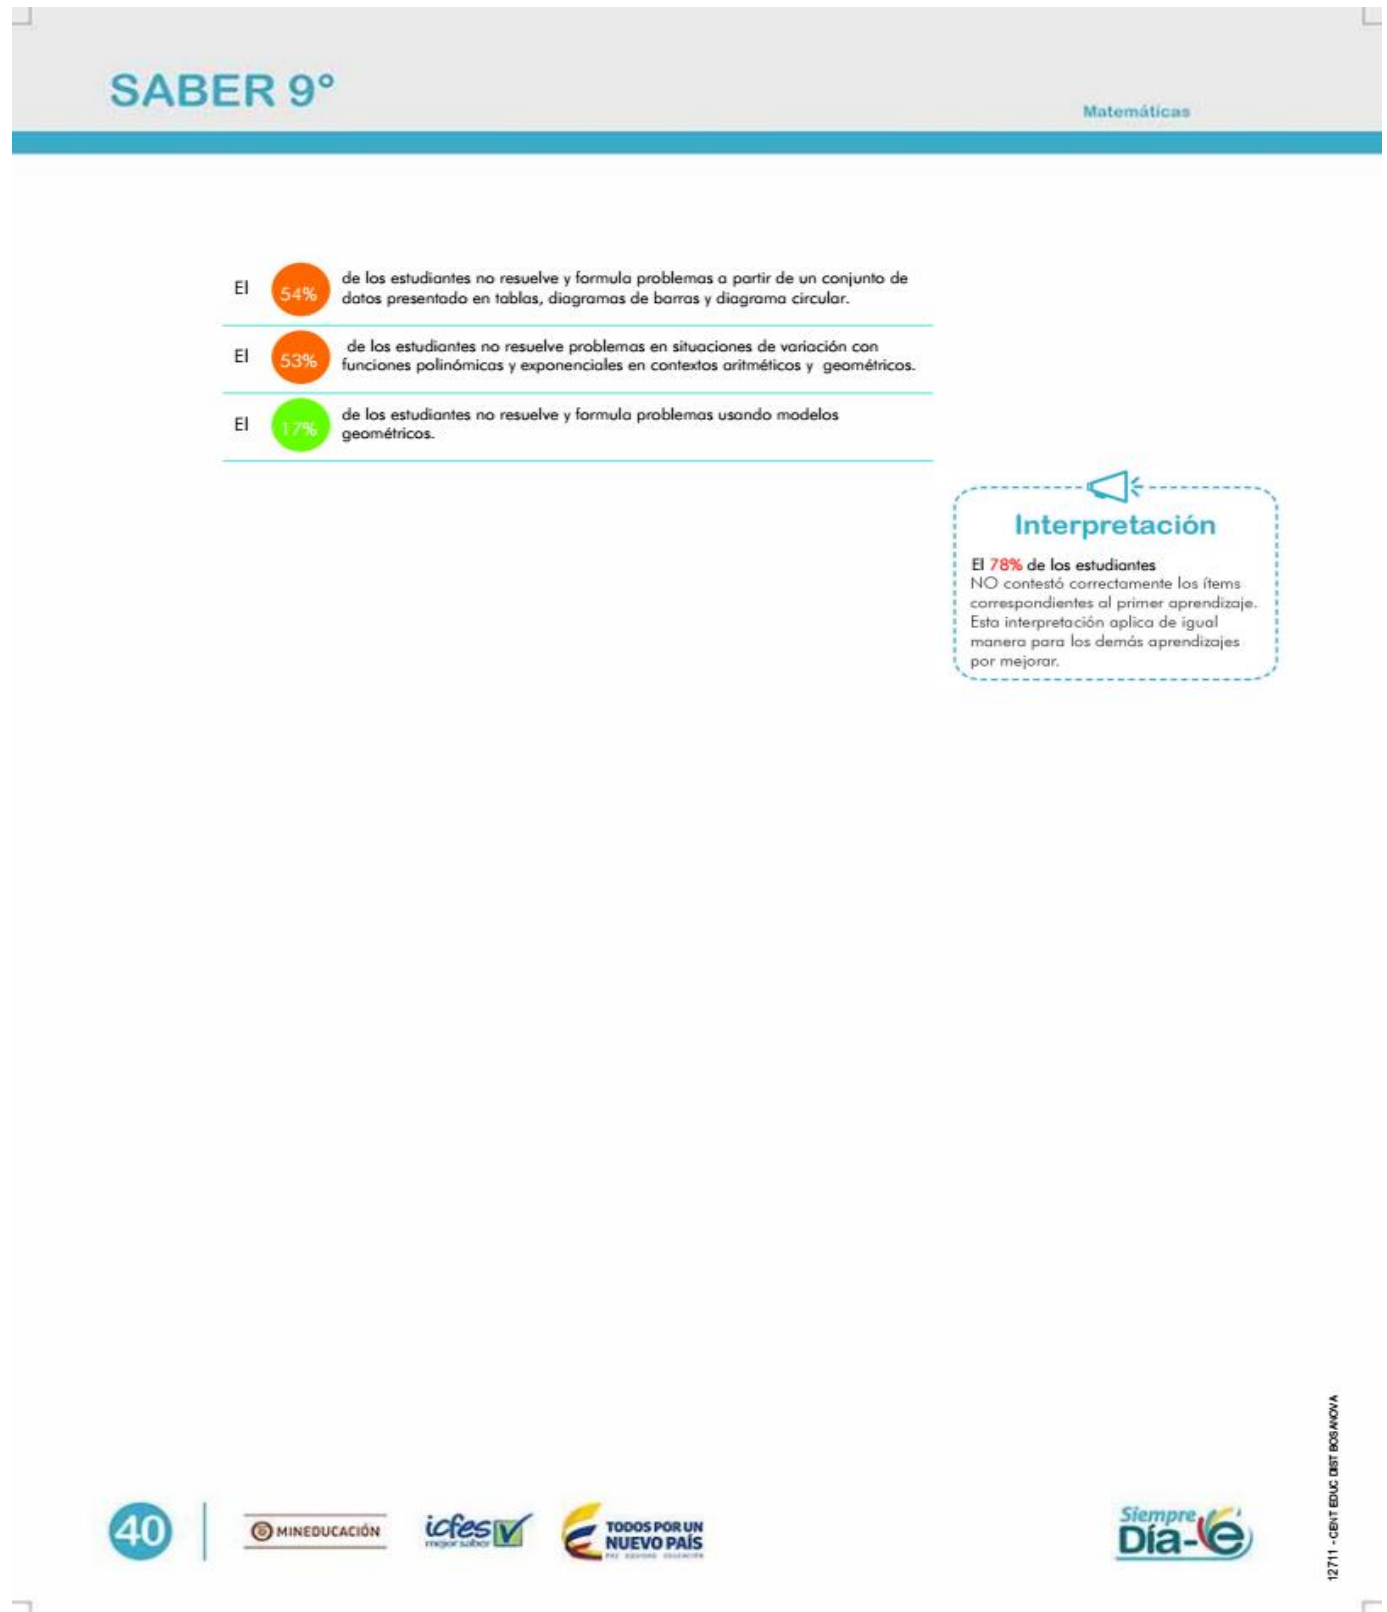 SABER 9°
Matemáticas
El 54% de los estudiantes no resuelve y formula problemas a partir de un conjunto de
datos presentado en tablas, diagramas de barras y diagrama circular.
El 53% de los estudiantes no resuelve problemas en situaciones de variación con
funciones polinómicas y exponenciales en contextos aritméticos y geométricos.
El 17% de los estudiantes no resuelve y formula problemas usando modelos
geométricos.
Interpretación
El 78% de los estudiantes
NO contestó correctamente los ítems
correspondientes al primer aprendizaje.
Esta interpretación aplica de igual
manera para los demás aprendizajes
por mejorar.
40
MINEDUCACIÓN
icfes
mejor saber
TODOS POR UN
NUEVO PAÍS
PAZ EQUIDAD EDUCACIÓN
Siempre
Día-e
12711 - CENT EDUC DIST BOSANOVA